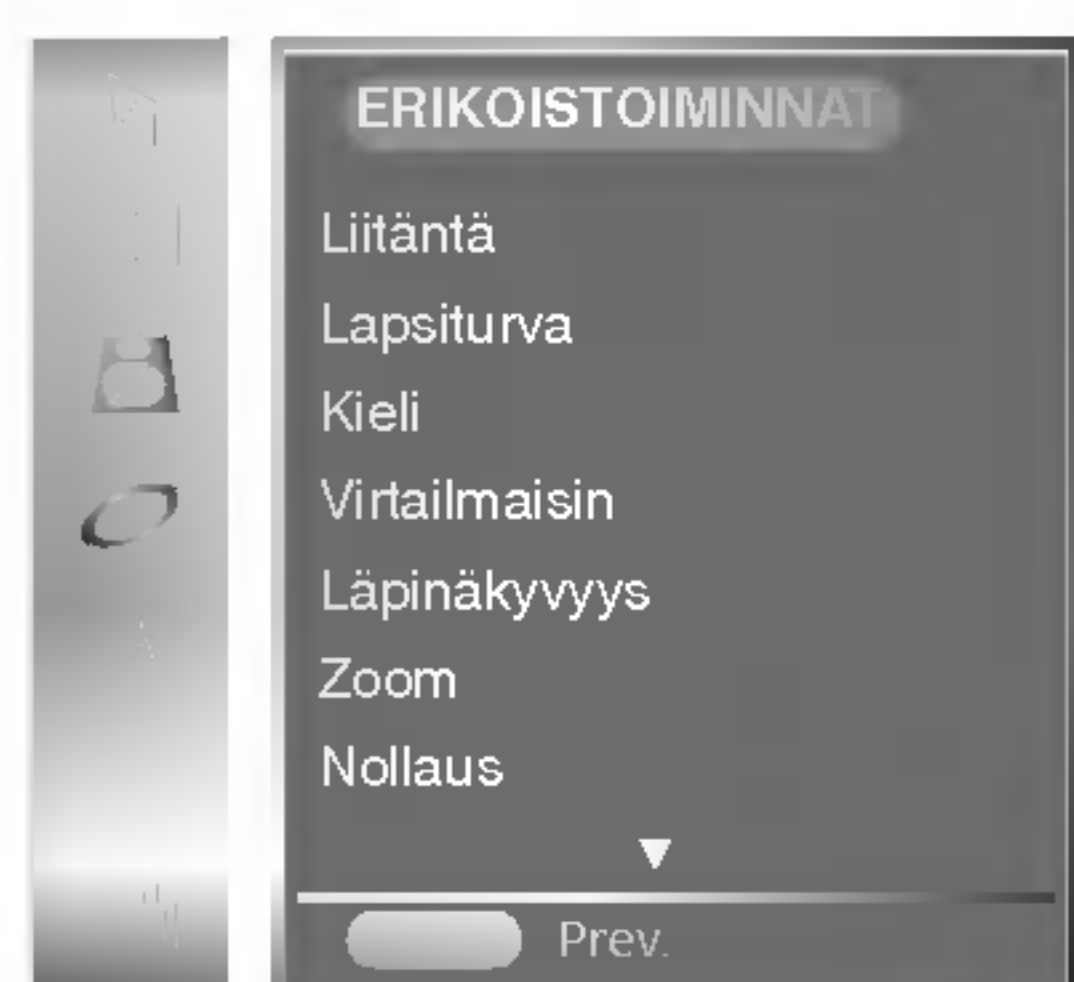 ERIKOISTOIMINNAT
Liitäntä
Lapsiturva
Kieli
Virtailmaisin
Läpinäkyvyys
Zoom
Nollaus
Prev.